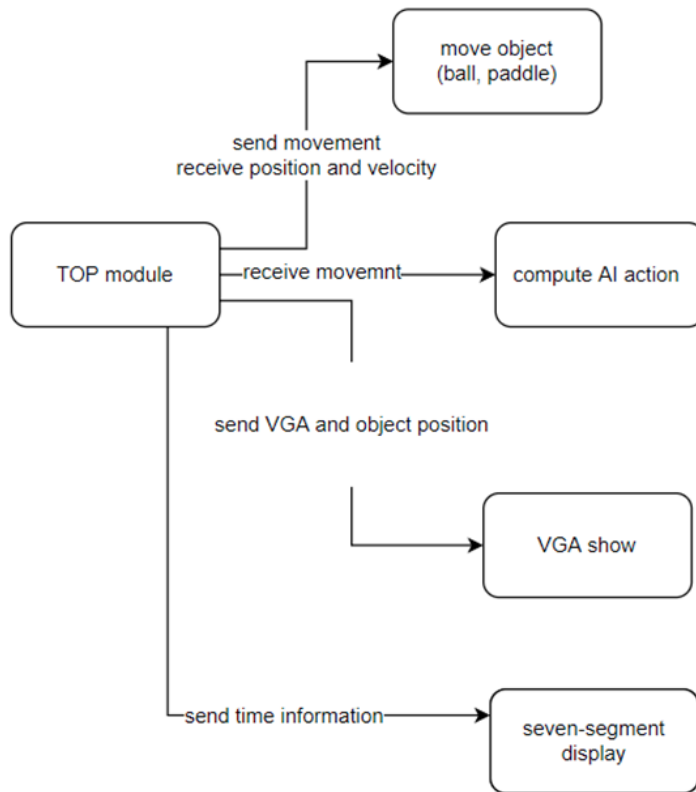 move object
(ball, paddle)
send movement
receive position and velocity
TOP module
receive movemnt
compute AI action
send VGA and object position
VGA show
send time information
seven-segment
display